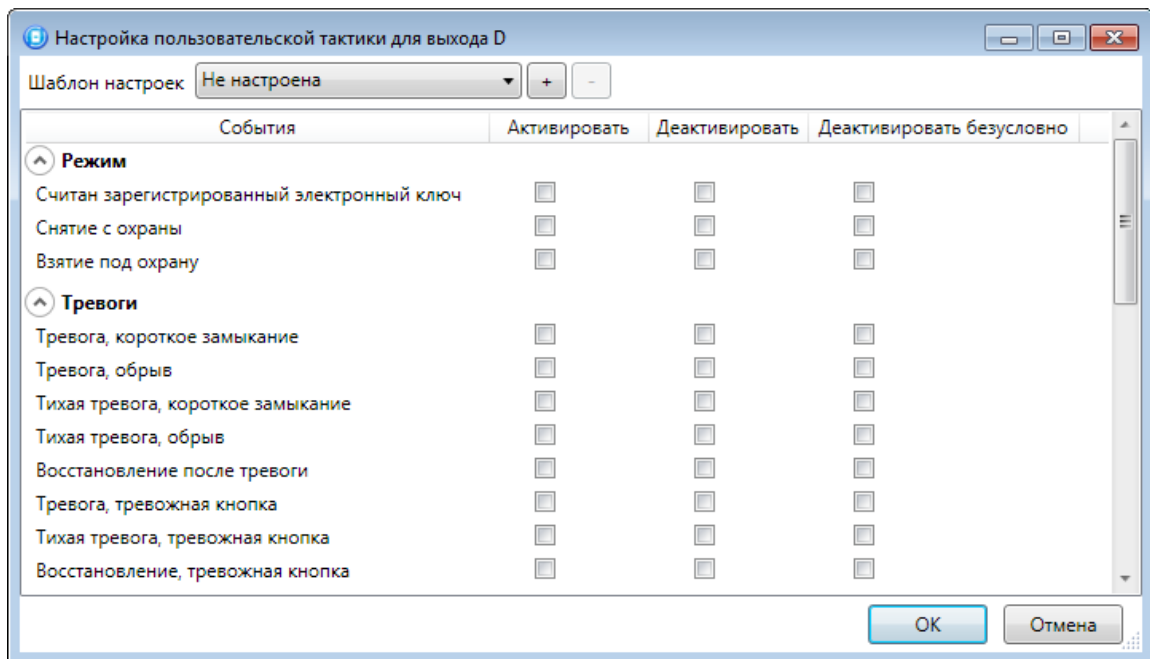 Настройка пользовательской тактики для выхода D
Шаблон настроек Не настроена + -
События Активировать Деактивировать Деактивировать безусловно
Режим
Считан зарегистрированный электронный ключ
Снятие с охраны
Взятие под охрану
Тревоги
Тревога, короткое замыкание
Тревога, обрыв
Тихая тревога, короткое замыкание
Тихая тревога, обрыв
Восстановление после тревоги
Тревога, тревожная кнопка
Тихая тревога, тревожная кнопка
Восстановление, тревожная кнопка
OK Отмена